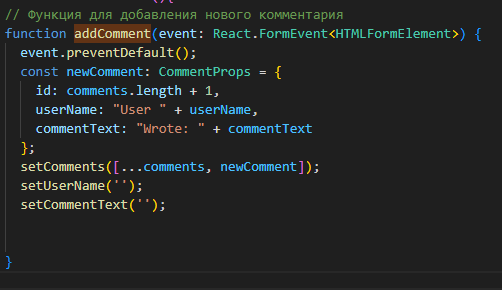 // Функция для добавления нового комментария
function addComment(event: React.FormEvent<HTMLFormElement>) {
event.preventDefault();
const newComment: CommentProps = {
id: comments.length + 1,
userName: "User " + userName,
commentText: "Wrote: " + commentText
};
setComments([...comments, newComment]);
setUserName('');
setCommentText('');
}